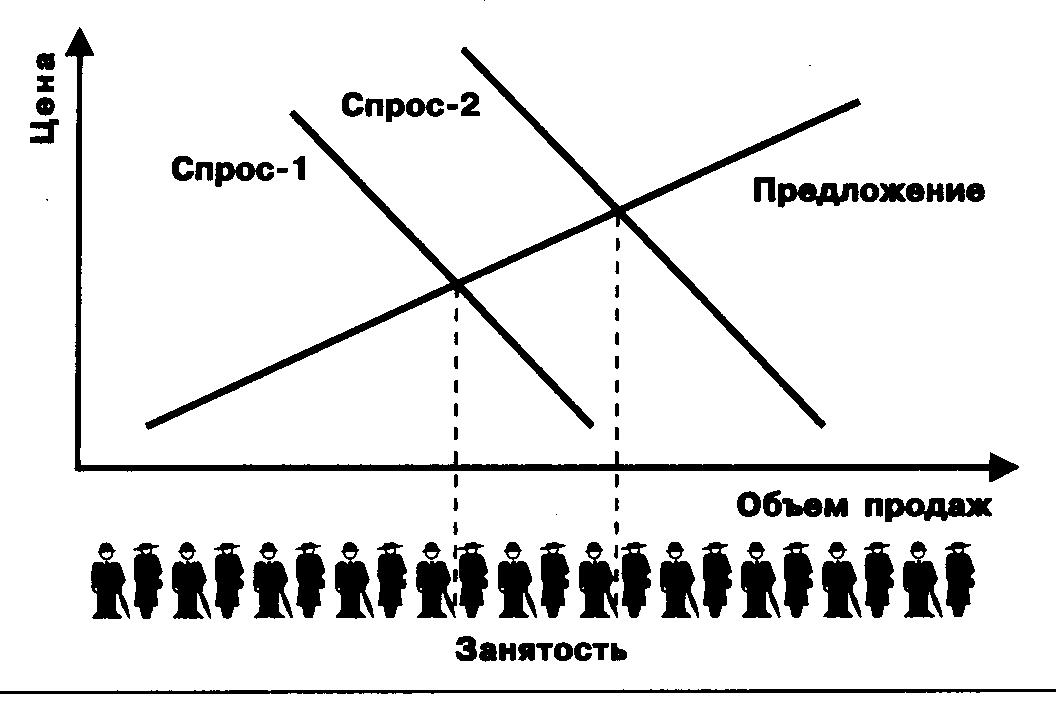 Цена
Спрос-2
Спрос-1
Предложение
Объем продаж
Занятость